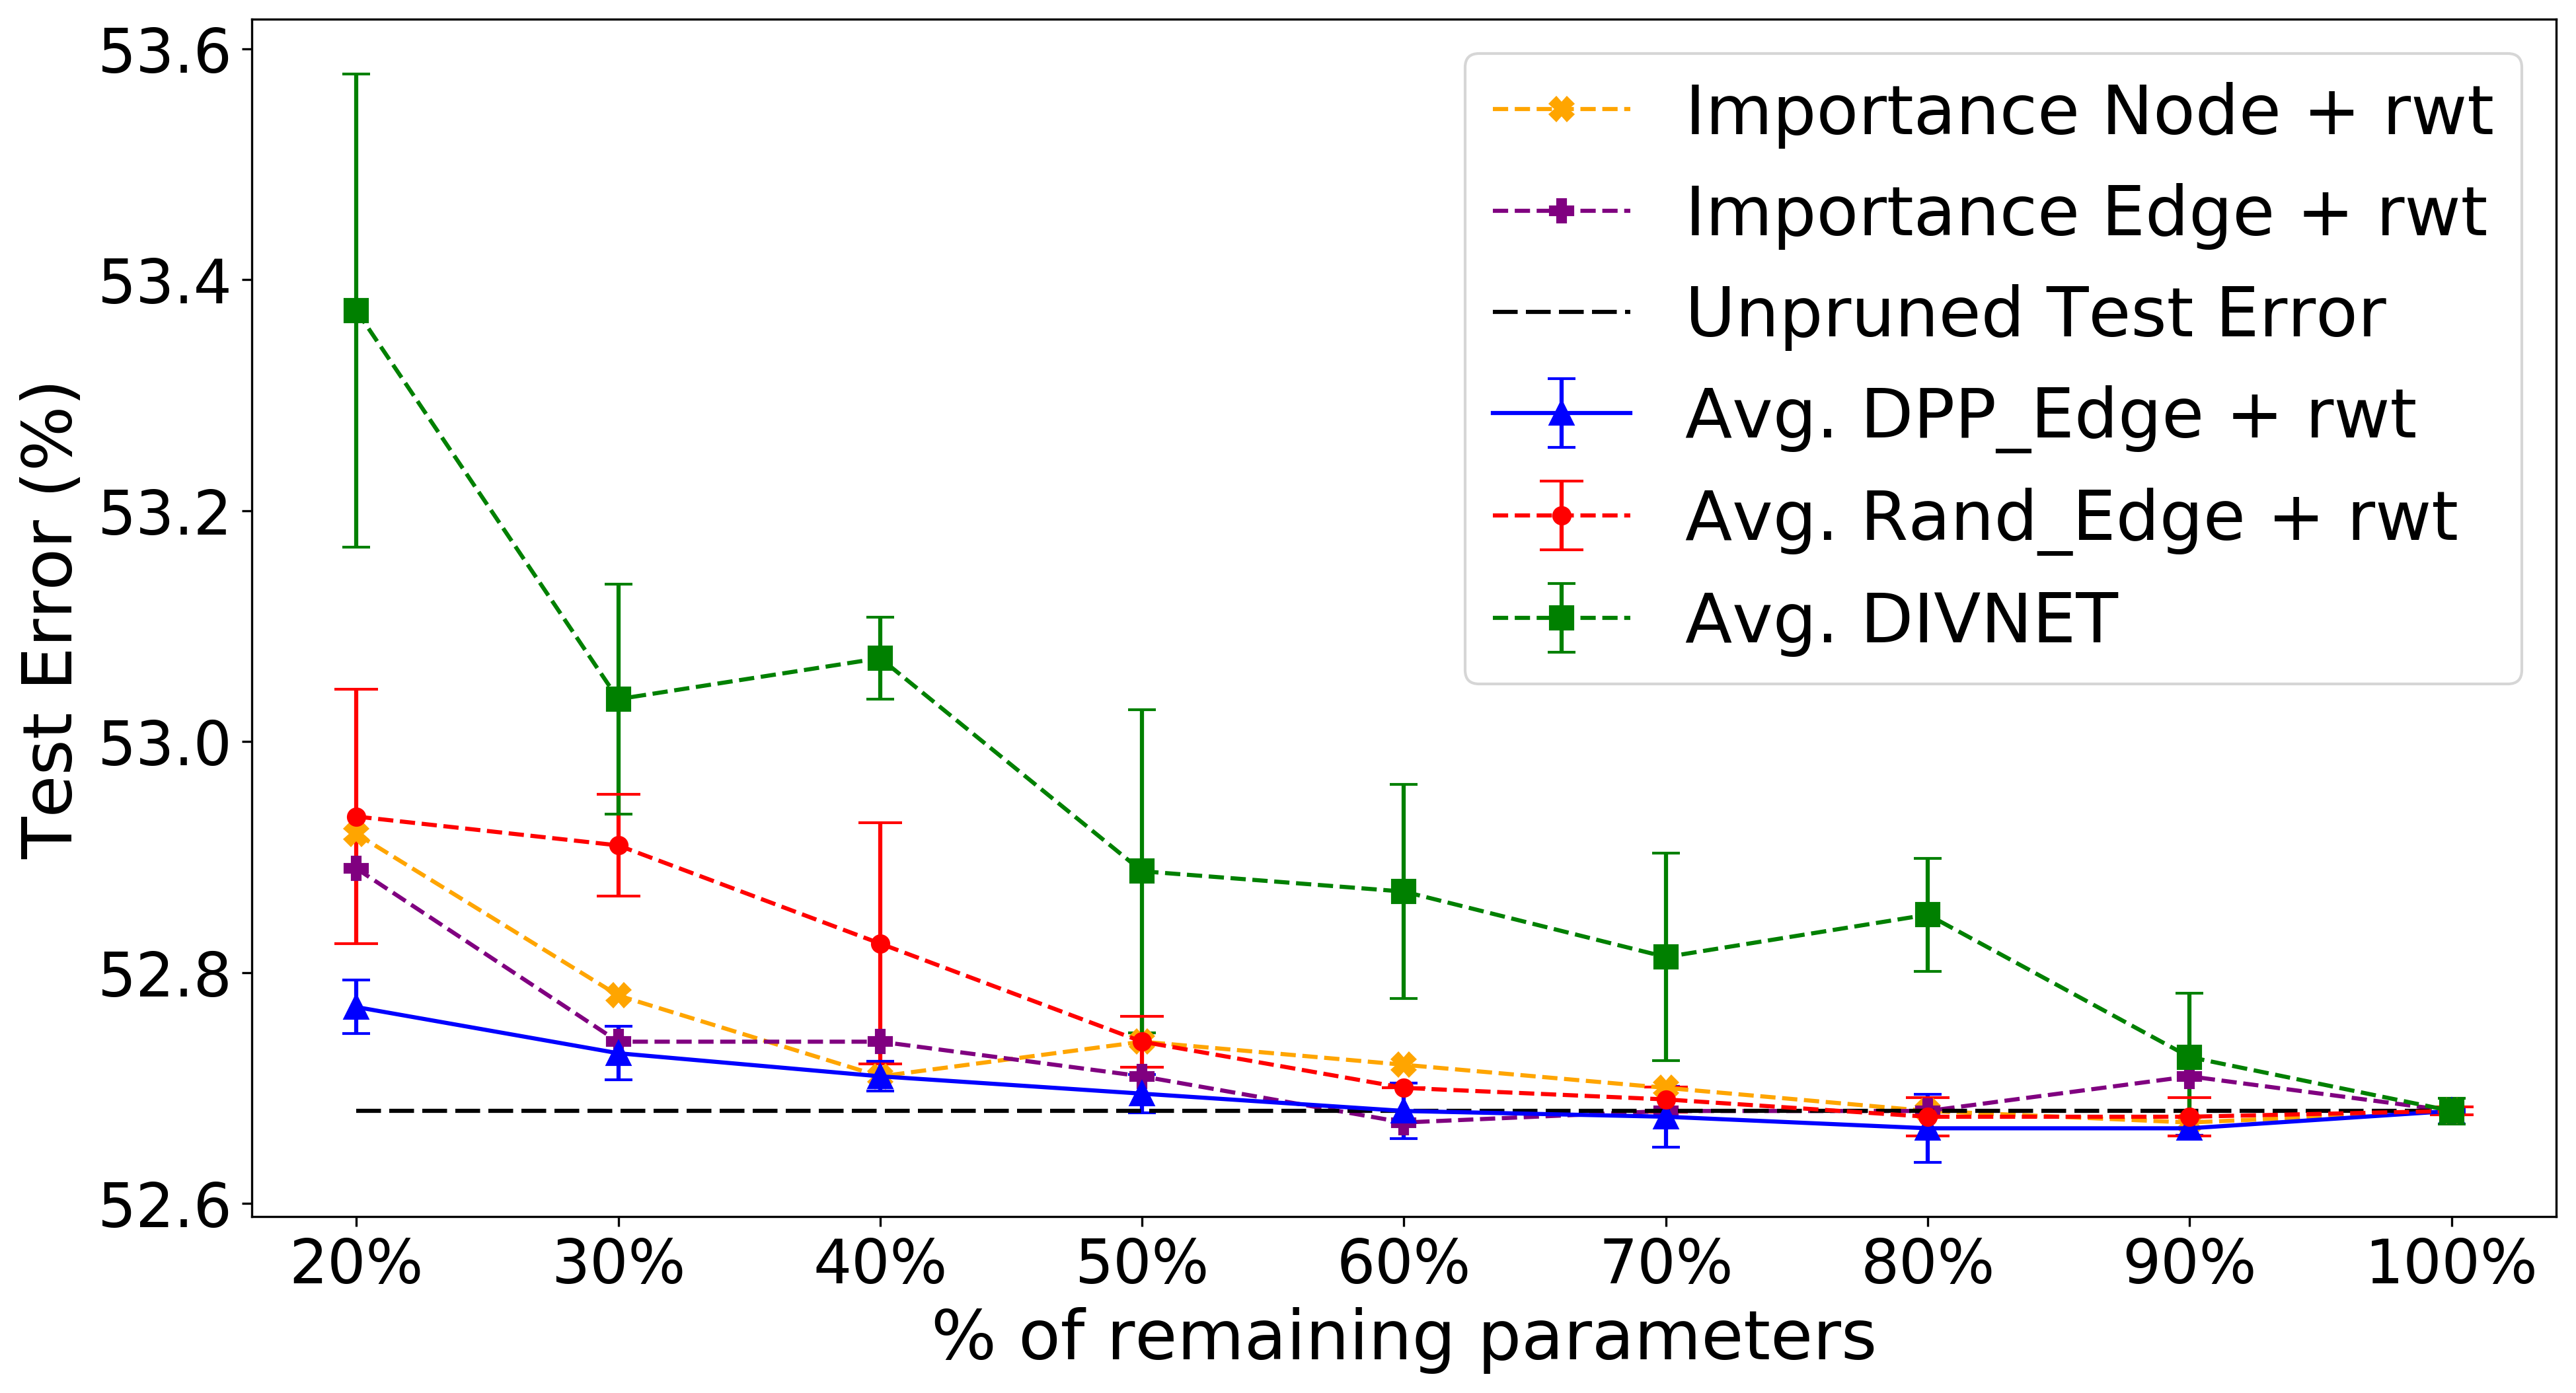 53.6
53.4
53.2
53.0
52.8
52.6
Test Error (%)
Importance Node + rwt
Importance Edge + rwt
Unpruned Test Error
Avg. DPP_Edge + rwt
Avg. Rand_Edge + rwt
Avg. DIVNET
20% 30% 40% 50% 60% 70% 80% 90% 100%
% of remaining parameters